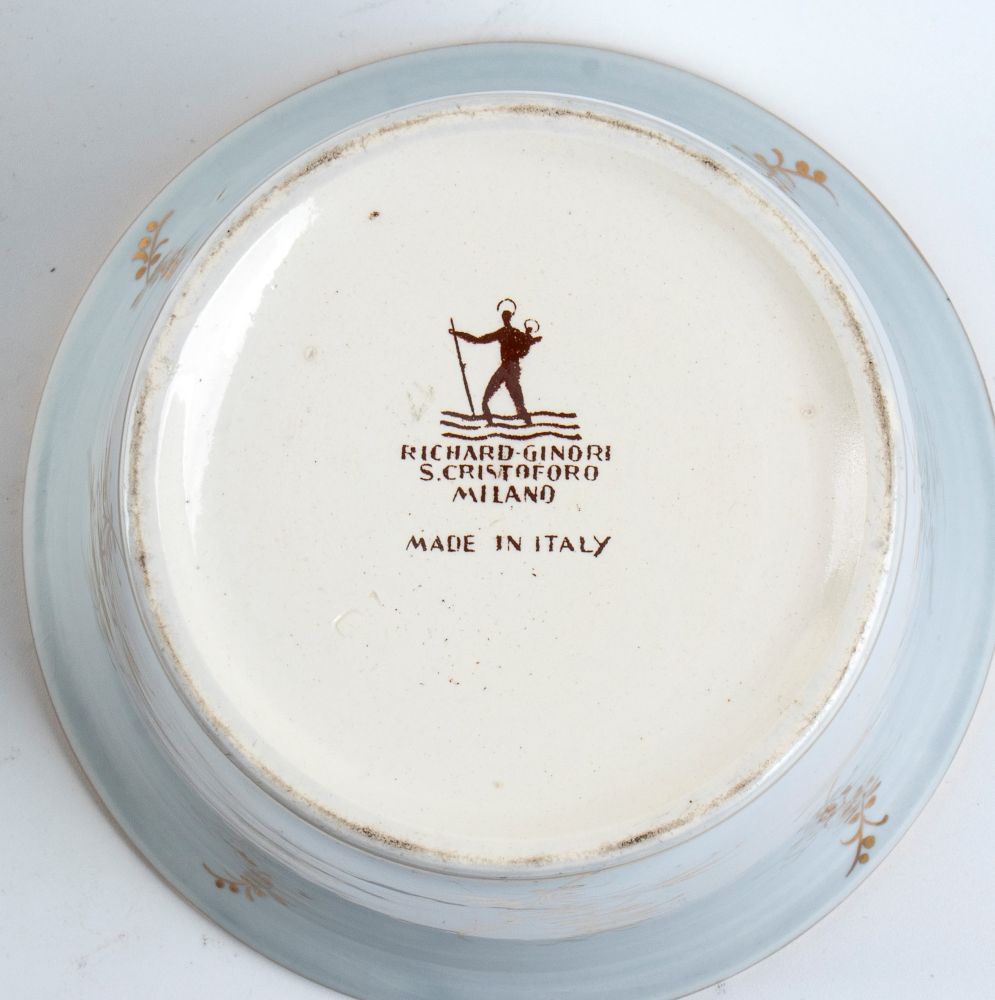 RICHARD-GINORI
S.CRISTOFORO
MILANO
MADE IN ITALY